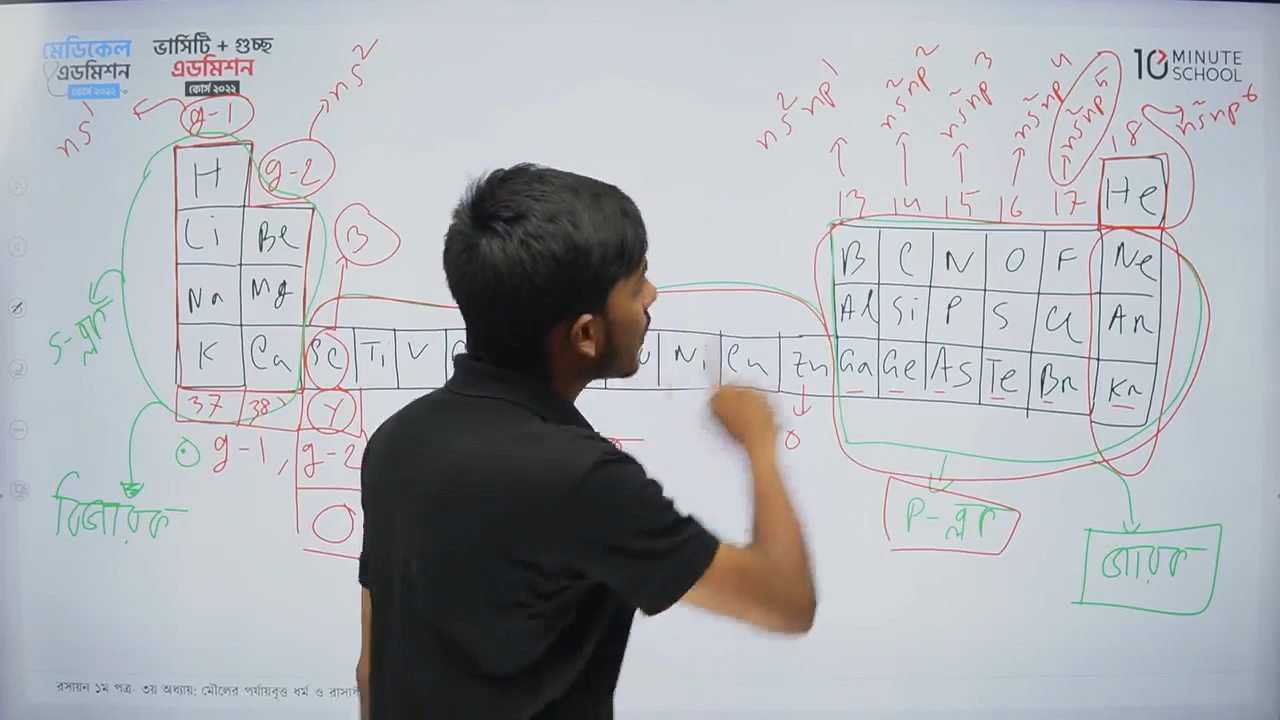 মেডিকেল
এডমিশন
কোর্স ২০২২
ভার্সিটি + গুচ্ছ
এডমিশন
কোর্স ২০২২
10 MINUTE
SCHOOL
ns¹
g-1
ns²
g-2
3
ns²np¹
ns²np²
ns²np³
ns²np⁴
ns²np⁵
ns²np⁶
13 14 15 16 17 18
H He
Li Be B C N O F Ne
Na Mg Al Si P S Cl Ar
K Ca Sc Ti V Ni Cu Zn Ga Ge As Te Br Kr
37 38 Y
0
g-1, g-2
s-ব্লক
বিজারক
P-ব্লক
জারক
রসায়ন ১ম পত্র- ৩য় অধ্যায়: মৌলের পর্যায়বৃত্ত ধর্ম ও